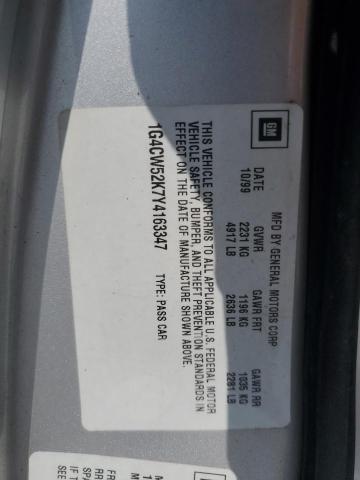 GM
MFD BY GENERAL MOTORS CORP
DATE GVWR GAWR FRT GAWR RR
10/99 2231 KG 1196 KG 1035 KG
4917 LB 2636 LB 2281 LB
THIS VEHICLE CONFORMS TO ALL APPLICABLE U.S. FEDERAL MOTOR
VEHICLE SAFETY, BUMPER, AND THEFT PREVENTION STANDARDS IN
EFFECT ON THE DATE OF MANUFACTURE SHOWN ABOVE.
1G4CW52K7Y4163347 TYPE: PASS CAR
SPA
SEE